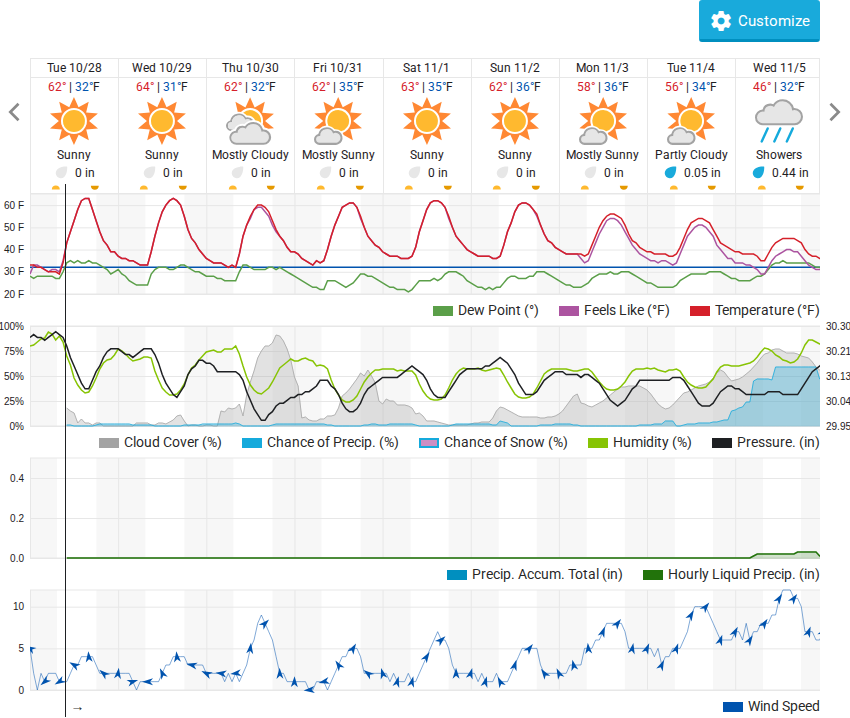 Customize
Tue 10/28 Wed 10/29 Thu 10/30 Fri 10/31 Sat 11/1 Sun 11/2 Mon 11/3 Tue 11/4 Wed 11/5
62° | 32°F 64° | 31°F 62° | 32°F 62° | 35°F 63° | 35°F 62° | 36°F 58° | 36°F 56° | 34°F 46° | 32°F
Sunny Sunny Mostly Cloudy Mostly Sunny Sunny Sunny Mostly Sunny Partly Cloudy Showers
0 in 0 in 0 in 0 in 0 in 0 in 0 in 0.05 in 0.44 in
60 F
50 F
40 F
30 F
20 F
Dew Point (°) Feels Like (°F) Temperature (°F)
100% 30.30
75% 30.21
50% 30.13
25% 30.04
0% 29.95
Cloud Cover (%) Chance of Precip. (%) Chance of Snow (%) Humidity (%) Pressure. (in)
0.4
0.2
0.0
Precip. Accum. Total (in) Hourly Liquid Precip. (in)
10
5
0
→ Wind Speed